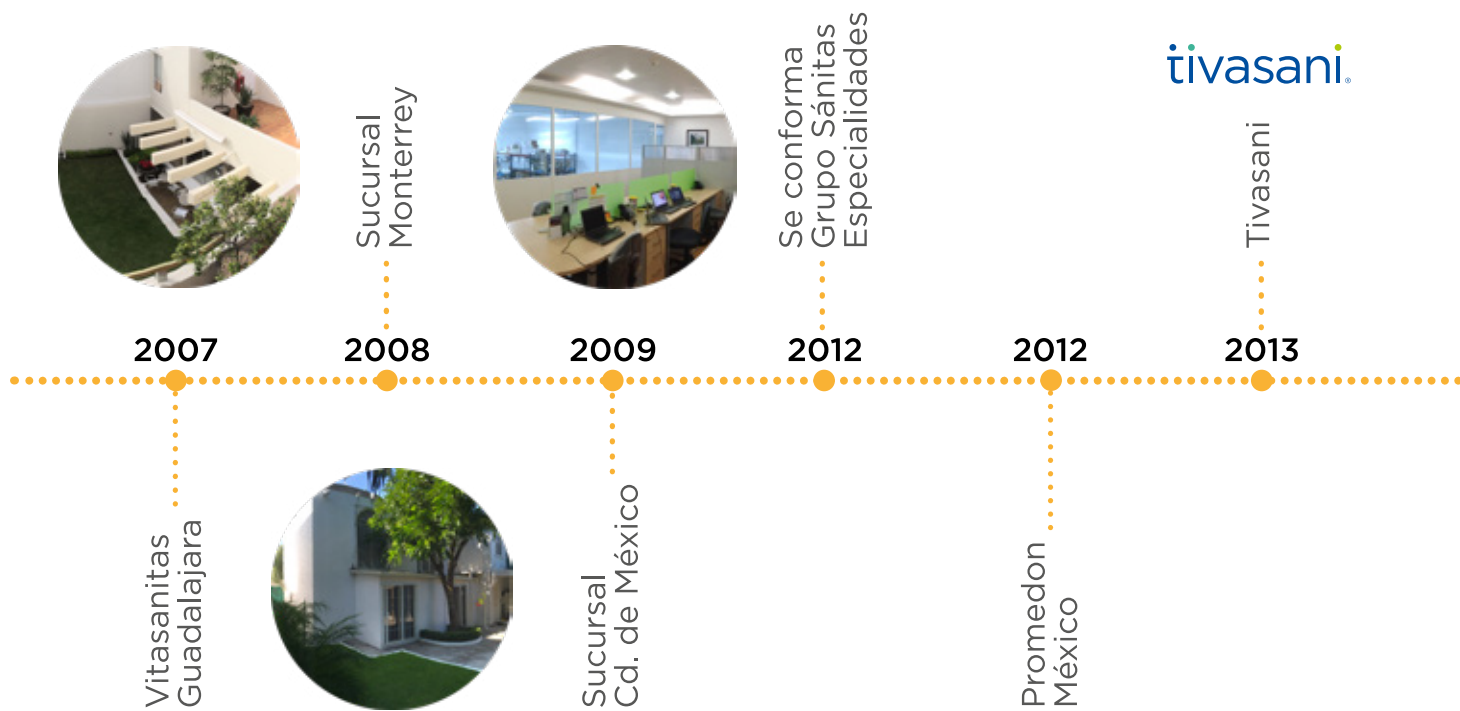 2007
Vitasanitas
Guadalajara
2008
Sucursal
Monterrey
2009
Sucursal
Cd. de México
2012
Se conforma
Grupo Sánitas
Especialidades
2012
Promedon
México
2013
Tivasani
tivasani®